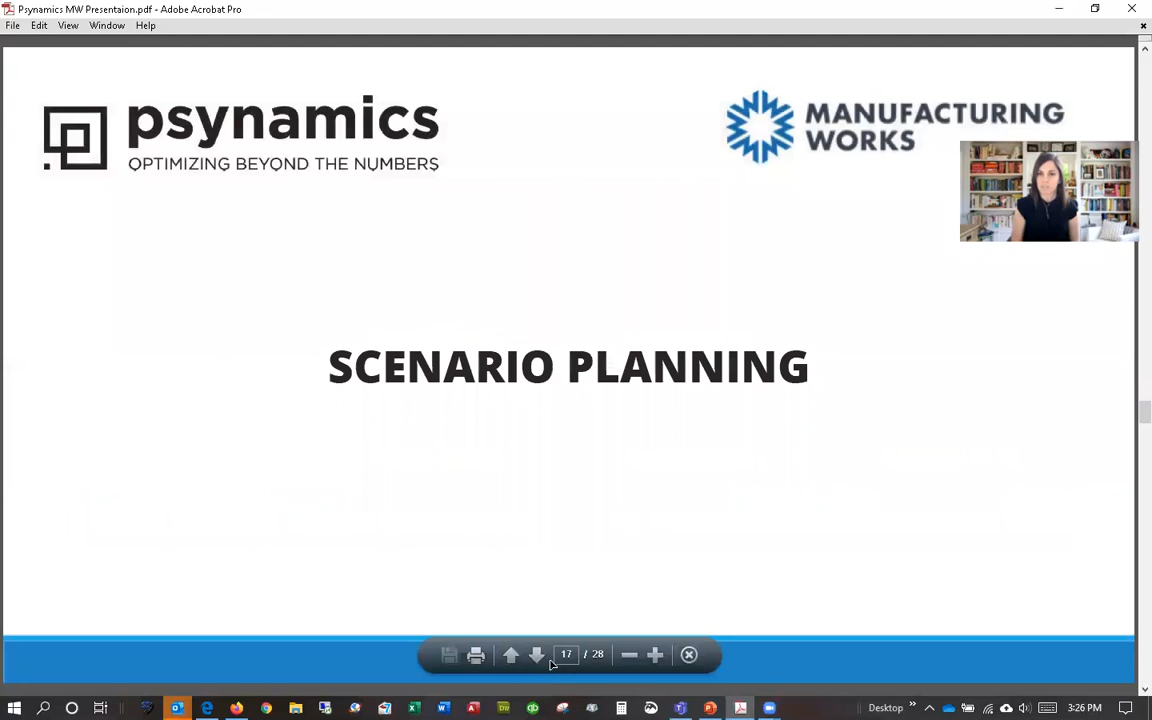 Psynamics MW Presentaion.pdf - Adobe Acrobat Pro
File Edit View Window Help
psynamics
OPTIMIZING BEYOND THE NUMBERS
MANUFACTURING
WORKS
SCENARIO PLANNING
17 / 28
Desktop
3:26 PM